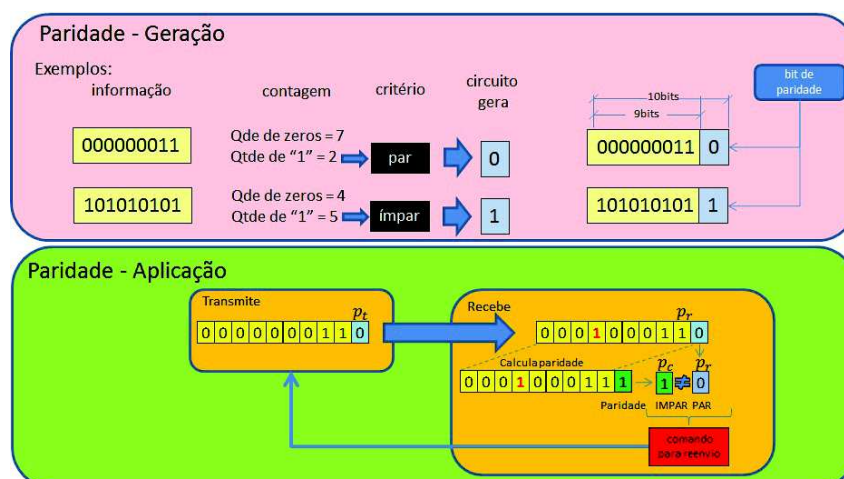 Paridade - Geração
Exemplos:
informação
contagem
critério
circuito
gera
bit de
paridade
10bits
9bits
000000011
Qde de zeros = 7
Qtde de "1" = 2
par
0
000000011 0
101010101
Qde de zeros = 4
Qtde de "1" = 5
ímpar
1
101010101 1
Paridade - Aplicação
Transmite
pt
0 0 0 0 0 0 0 1 1 0
Recebe
pr
0 0 0 1 0 0 0 1 1 0
Calcula paridade
0 0 0 1 0 0 0 1 1 1
pc pr
1 ≠ 0
Paridade IMPAR PAR
comando
para reenvio